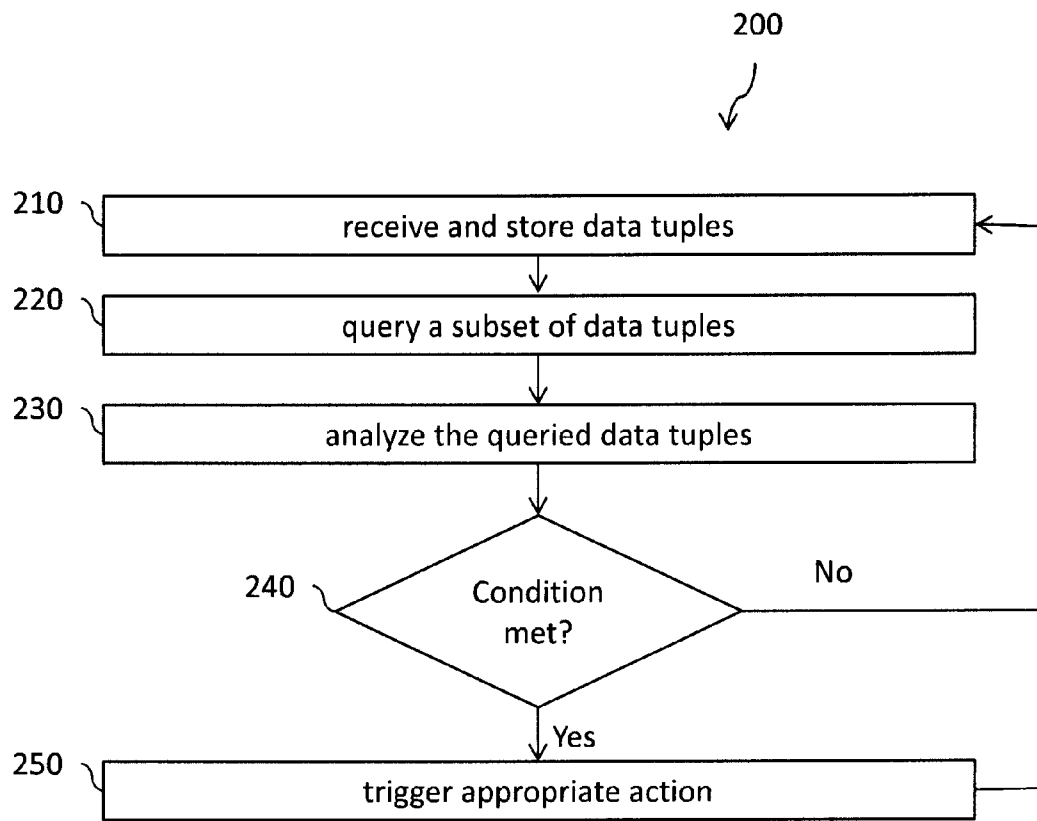 200
210
receive and store data tuples
220
query a subset of data tuples
230
analyze the queried data tuples
240
Condition
met?
No
Yes
250
trigger appropriate action